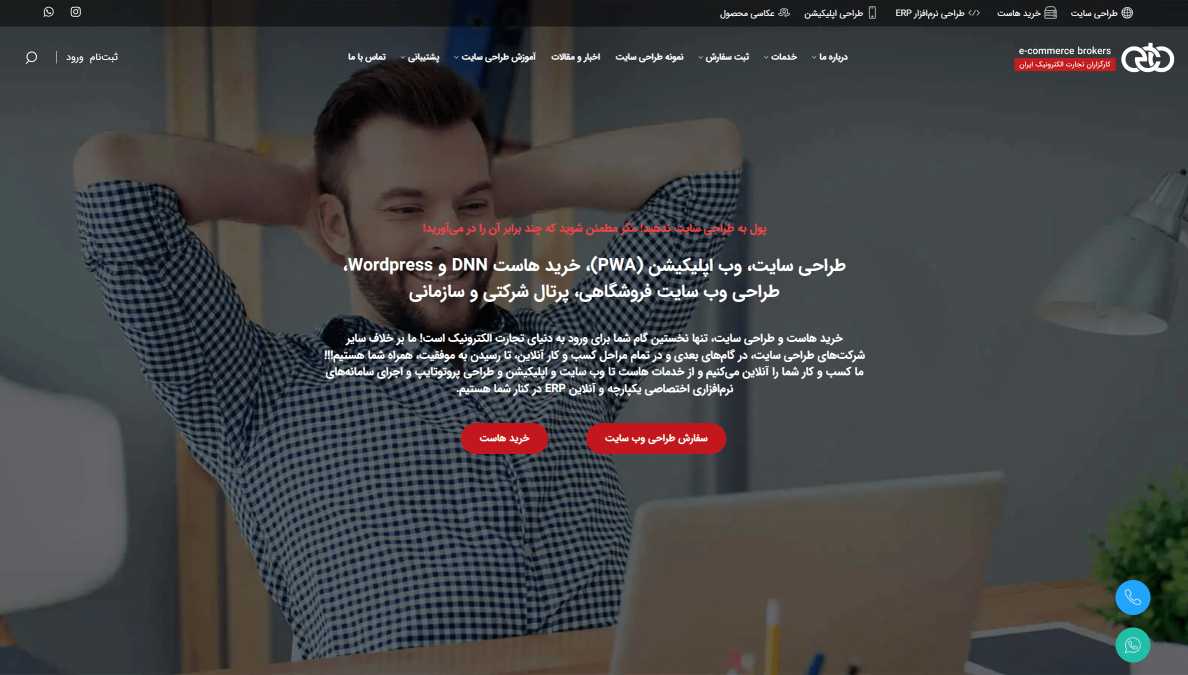 طراحی سایت
خرید هاست
طراحی نرم‌افزار ERP
طراحی اپلیکیشن
عکاسی محصول
e-commerce brokers
کارگزاران تجارت الکترونیک ایران
درباره ما
خدمات
ثبت سفارش
نمونه طراحی سایت
اخبار و مقالات
آموزش طراحی سایت
پشتیبانی
تماس با ما
ثبت‌نام
ورود
پول به طراحی سایت ندهید! مگر مطمئن شوید که چند برابر آن را در می‌آورید!
طراحی سایت، وب اپلیکیشن (PWA)، خرید هاست DNN و Wordpress،
طراحی وب سایت فروشگاهی، پرتال شرکتی و سازمانی
خرید هاست و طراحی سایت، تنها نخستین گام شما برای ورود به دنیای تجارت الکترونیک است! ما بر خلاف سایر
شرکت‌های طراحی سایت، در گام‌های بعدی و در تمام مراحل کسب و کار آنلاین، تا رسیدن به موفقیت، همراه شما هستیم!!!
ما کسب و کار شما را آنلاین می‌کنیم و از خدمات هاست تا وب سایت و اپلیکیشن و طراحی پروتوتایپ و اجرای سامانه‌های
نرم‌افزاری اختصاصی یکپارچه و آنلاین ERP در کنار شما هستیم.
سفارش طراحی وب سایت
خرید هاست